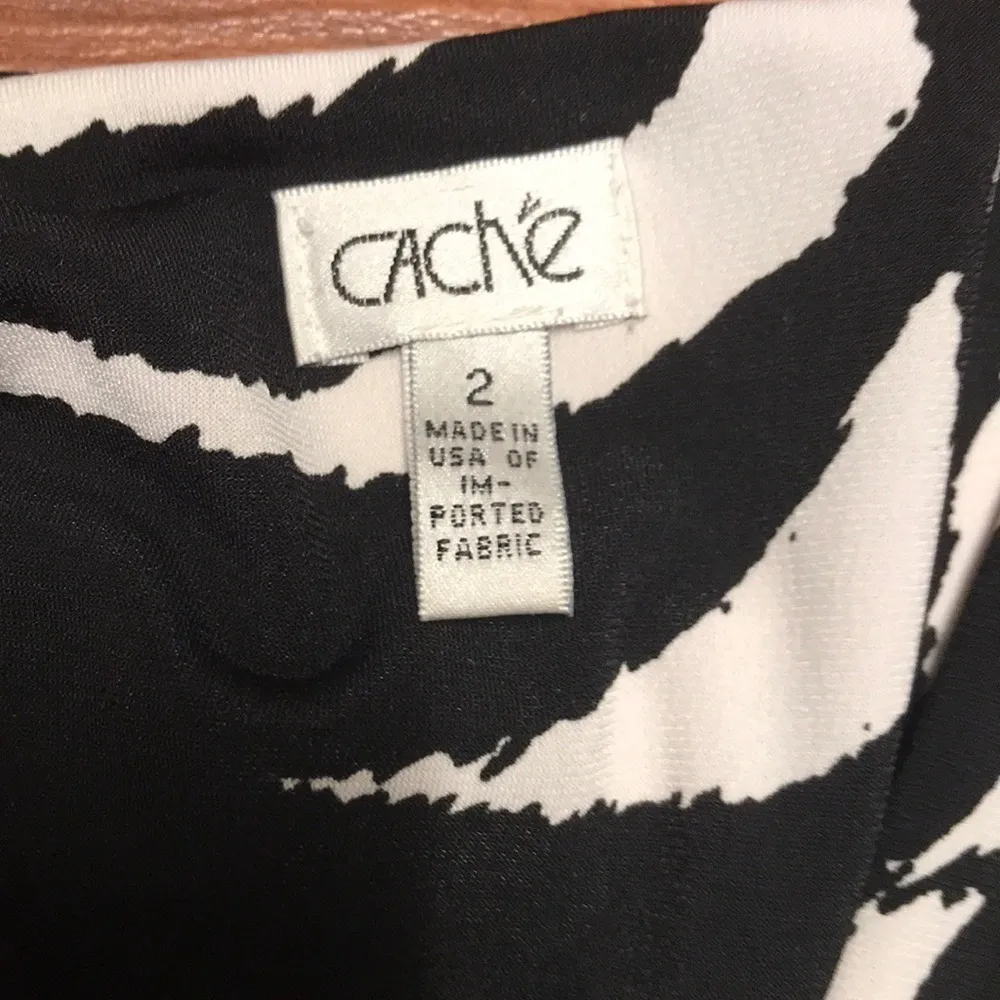 caché
2
MADE IN
USA OF
IM-
PORTED
FABRIC